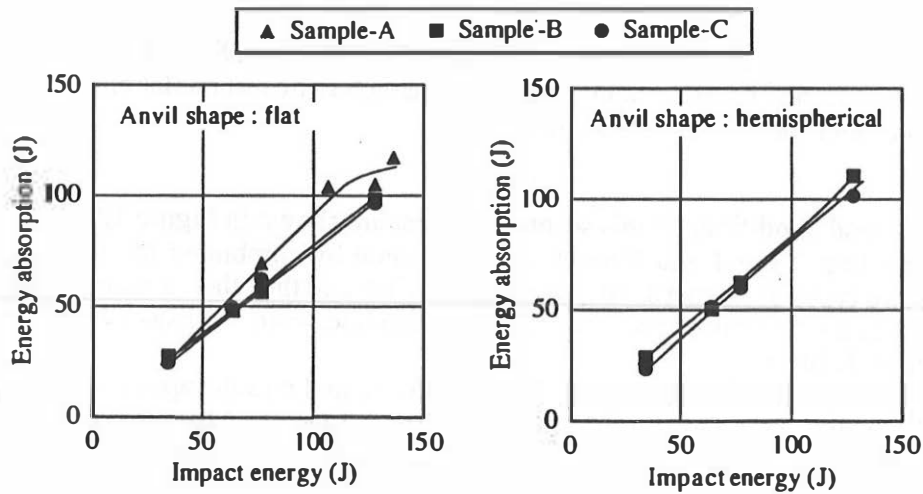 Sample-A Sample-B Sample-C
Anvil shape : flat
Energy absorption (J)
150
100
50
0
0 50 100 150
Impact energy (J)
Anvil shape : hemispherical
Energy absorption (J)
150
100
50
0
0 50 100 150
Impact energy (J)